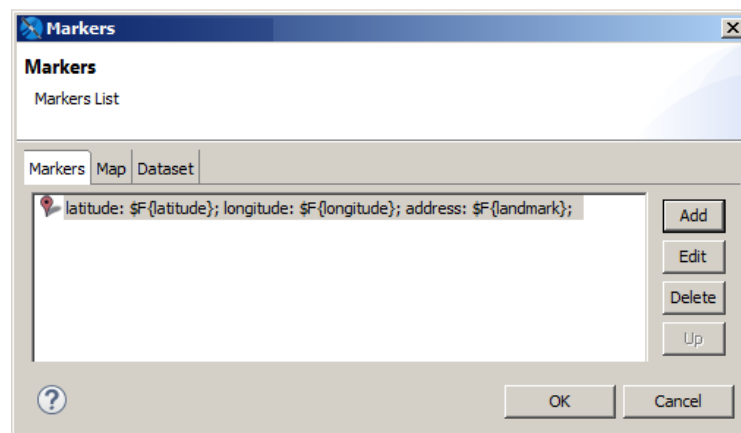 Markers
Markers
Markers List
Markers Map Dataset
latitude: $F{latitude}; longitude: $F{longitude}; address: $F{landmark};
Add
Edit
Delete
Up
?
OK Cancel